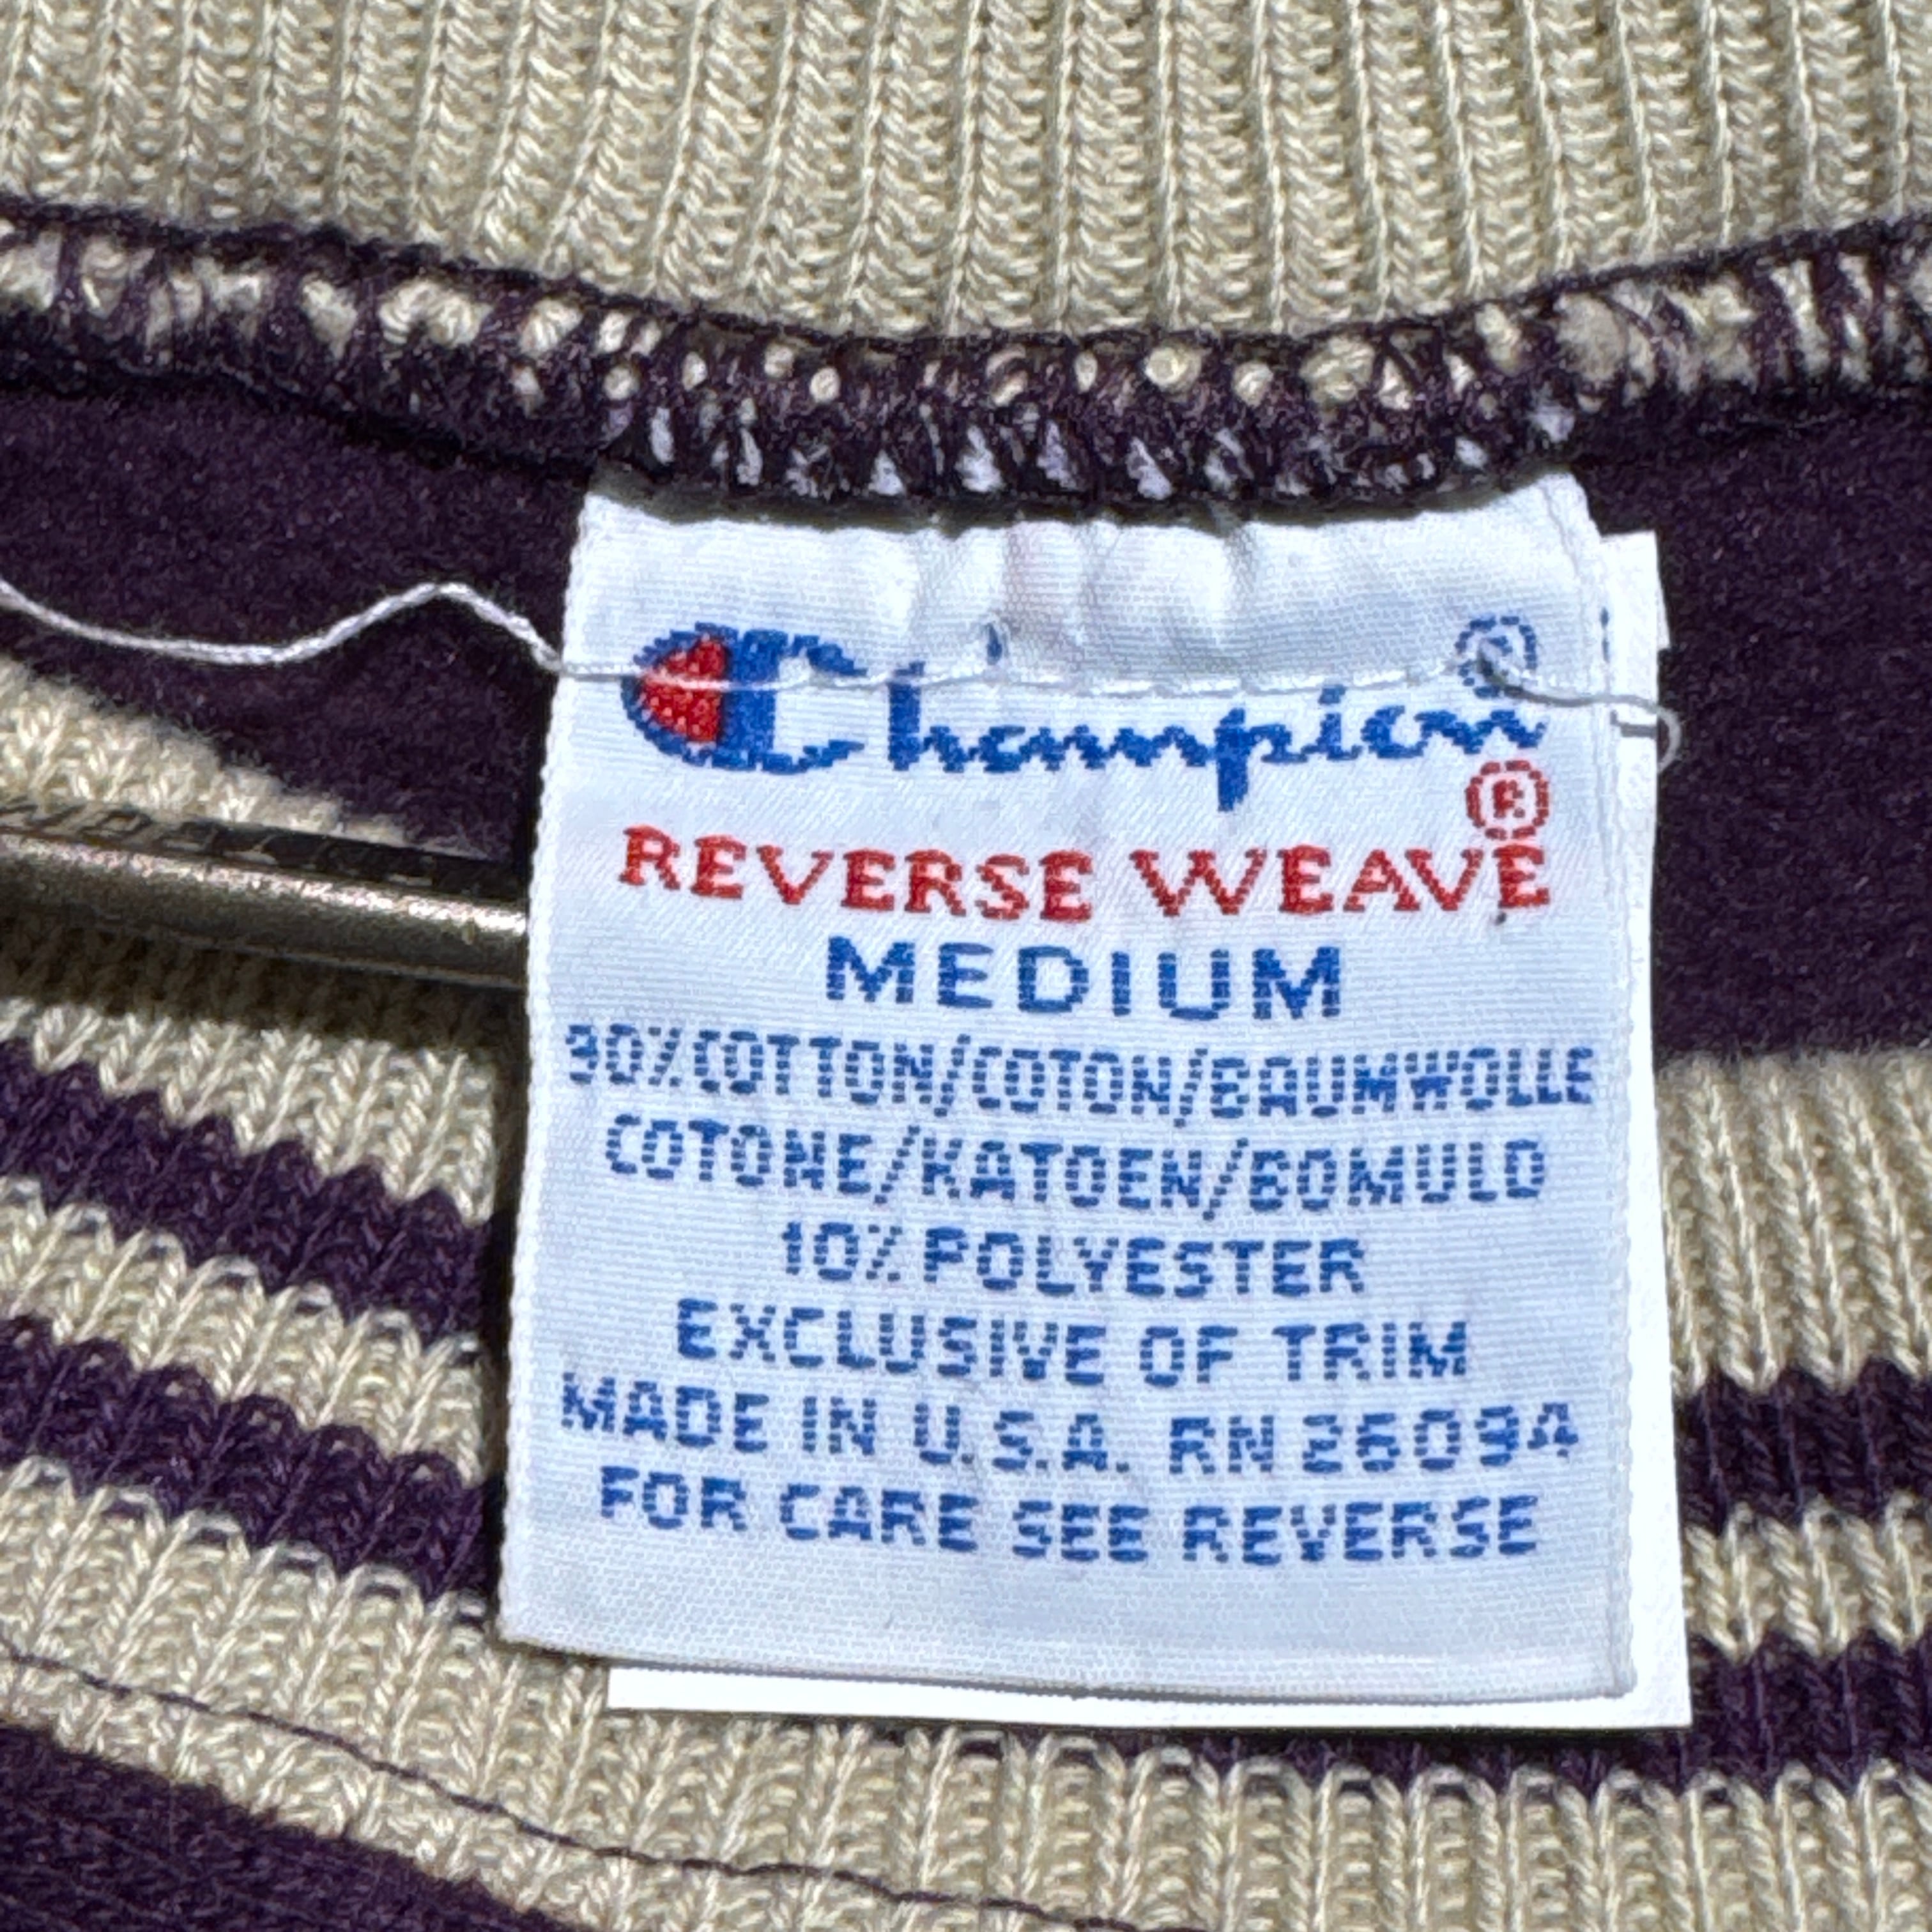 Champion®
REVERSE WEAVE®
MEDIUM
90% COTTON/COTON/BAUMWOLLE
COTONE/KATOEN/BOMULD
10% POLYESTER
EXCLUSIVE OF TRIM
MADE IN U.S.A. RN 26094
FOR CARE SEE REVERSE